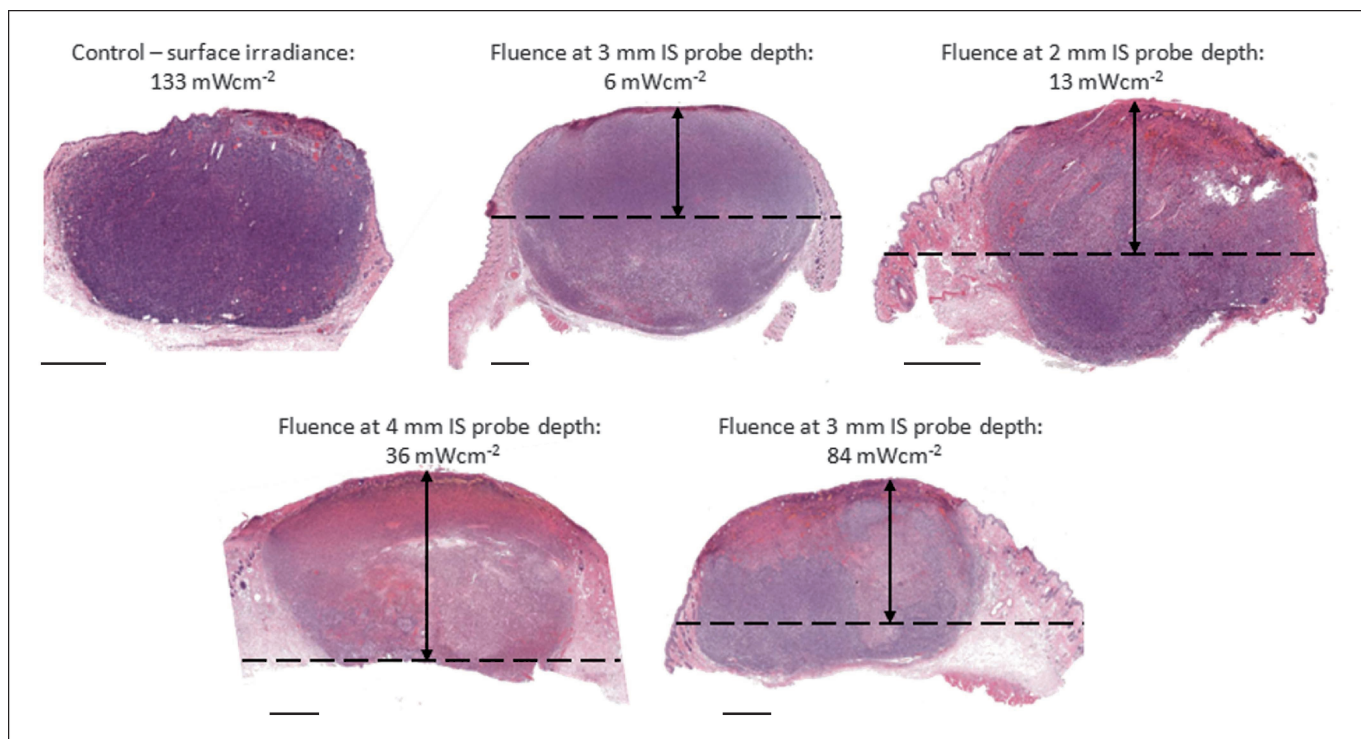 Control – surface irradiance:
133 mWcm⁻²
Fluence at 3 mm IS probe depth:
6 mWcm⁻²
Fluence at 2 mm IS probe depth:
13 mWcm⁻²
Fluence at 4 mm IS probe depth:
36 mWcm⁻²
Fluence at 3 mm IS probe depth:
84 mWcm⁻²